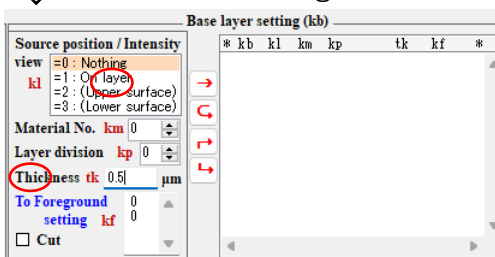 Base layer setting (kb)
Source position / Intensity
view =0 : Nothing
kl =1 : On layer
=2 : (Upper surface)
=3 : (Lower surface)
Material No. km 0
Layer division kp 0
Thickness tk 0.5 μm
To Foreground 0
setting kf 0
Cut
* kb kl km kp tk kf *